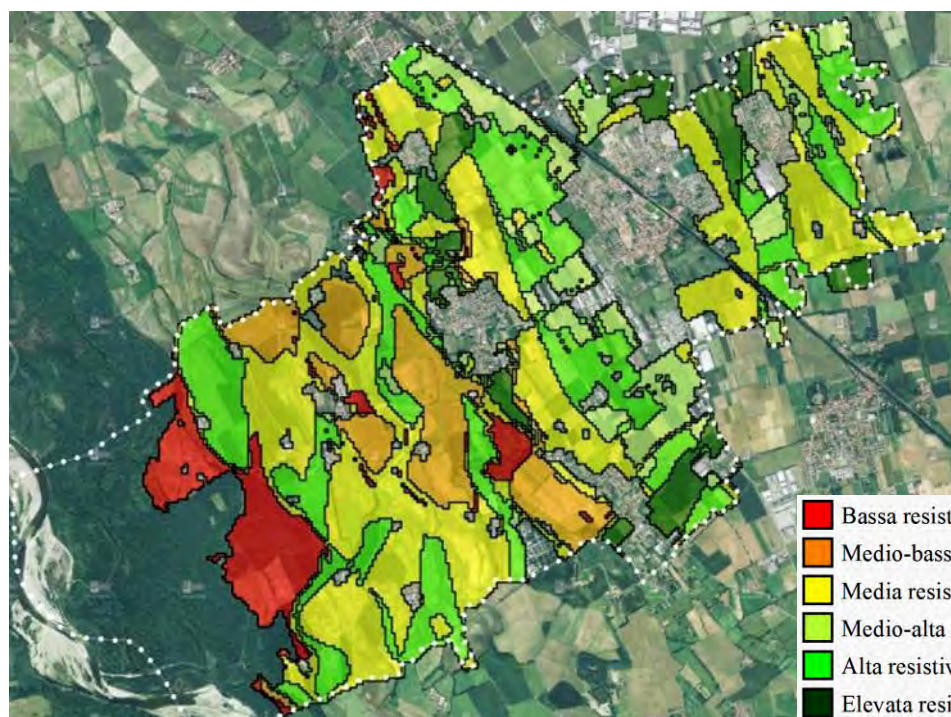 Bassa resist
Medio-bass
Media resis
Medio-alta
Alta resistiv
Elevata resi